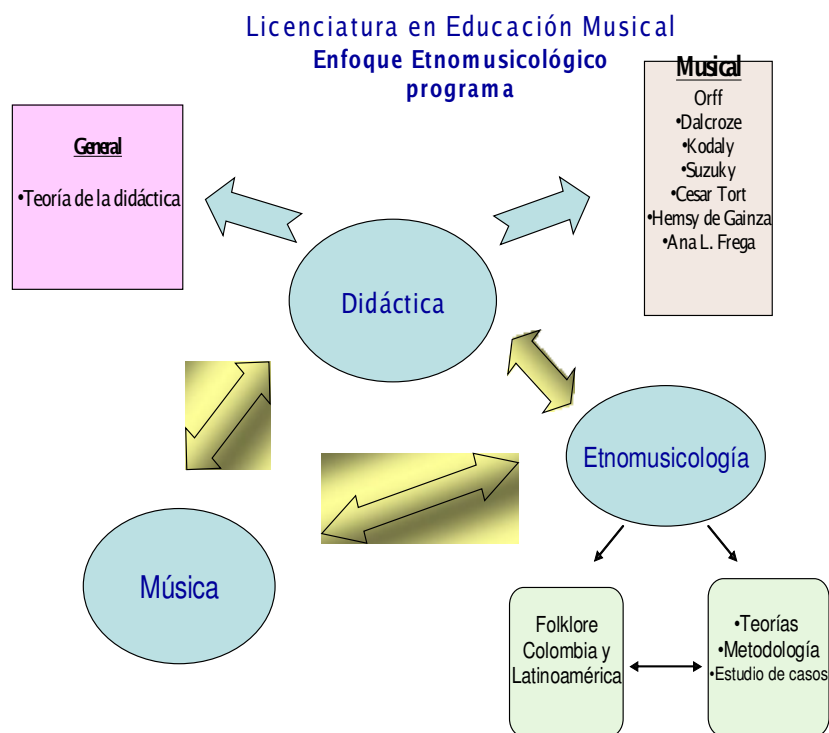 Licenciatura en Educación Musical
Enfoque Etnomusicológico
programa
General
•Teoría de la didáctica
Musical
Orff
•Dalcroze
•Kodaly
•Suzuky
•Cesar Tort
•Hemsy de Gainza
•Ana L. Frega
Didáctica
Etnomusicología
Música
Folklore
Colombia y
Latinoamérica
•Teorías
•Metodología
•Estudio de casos